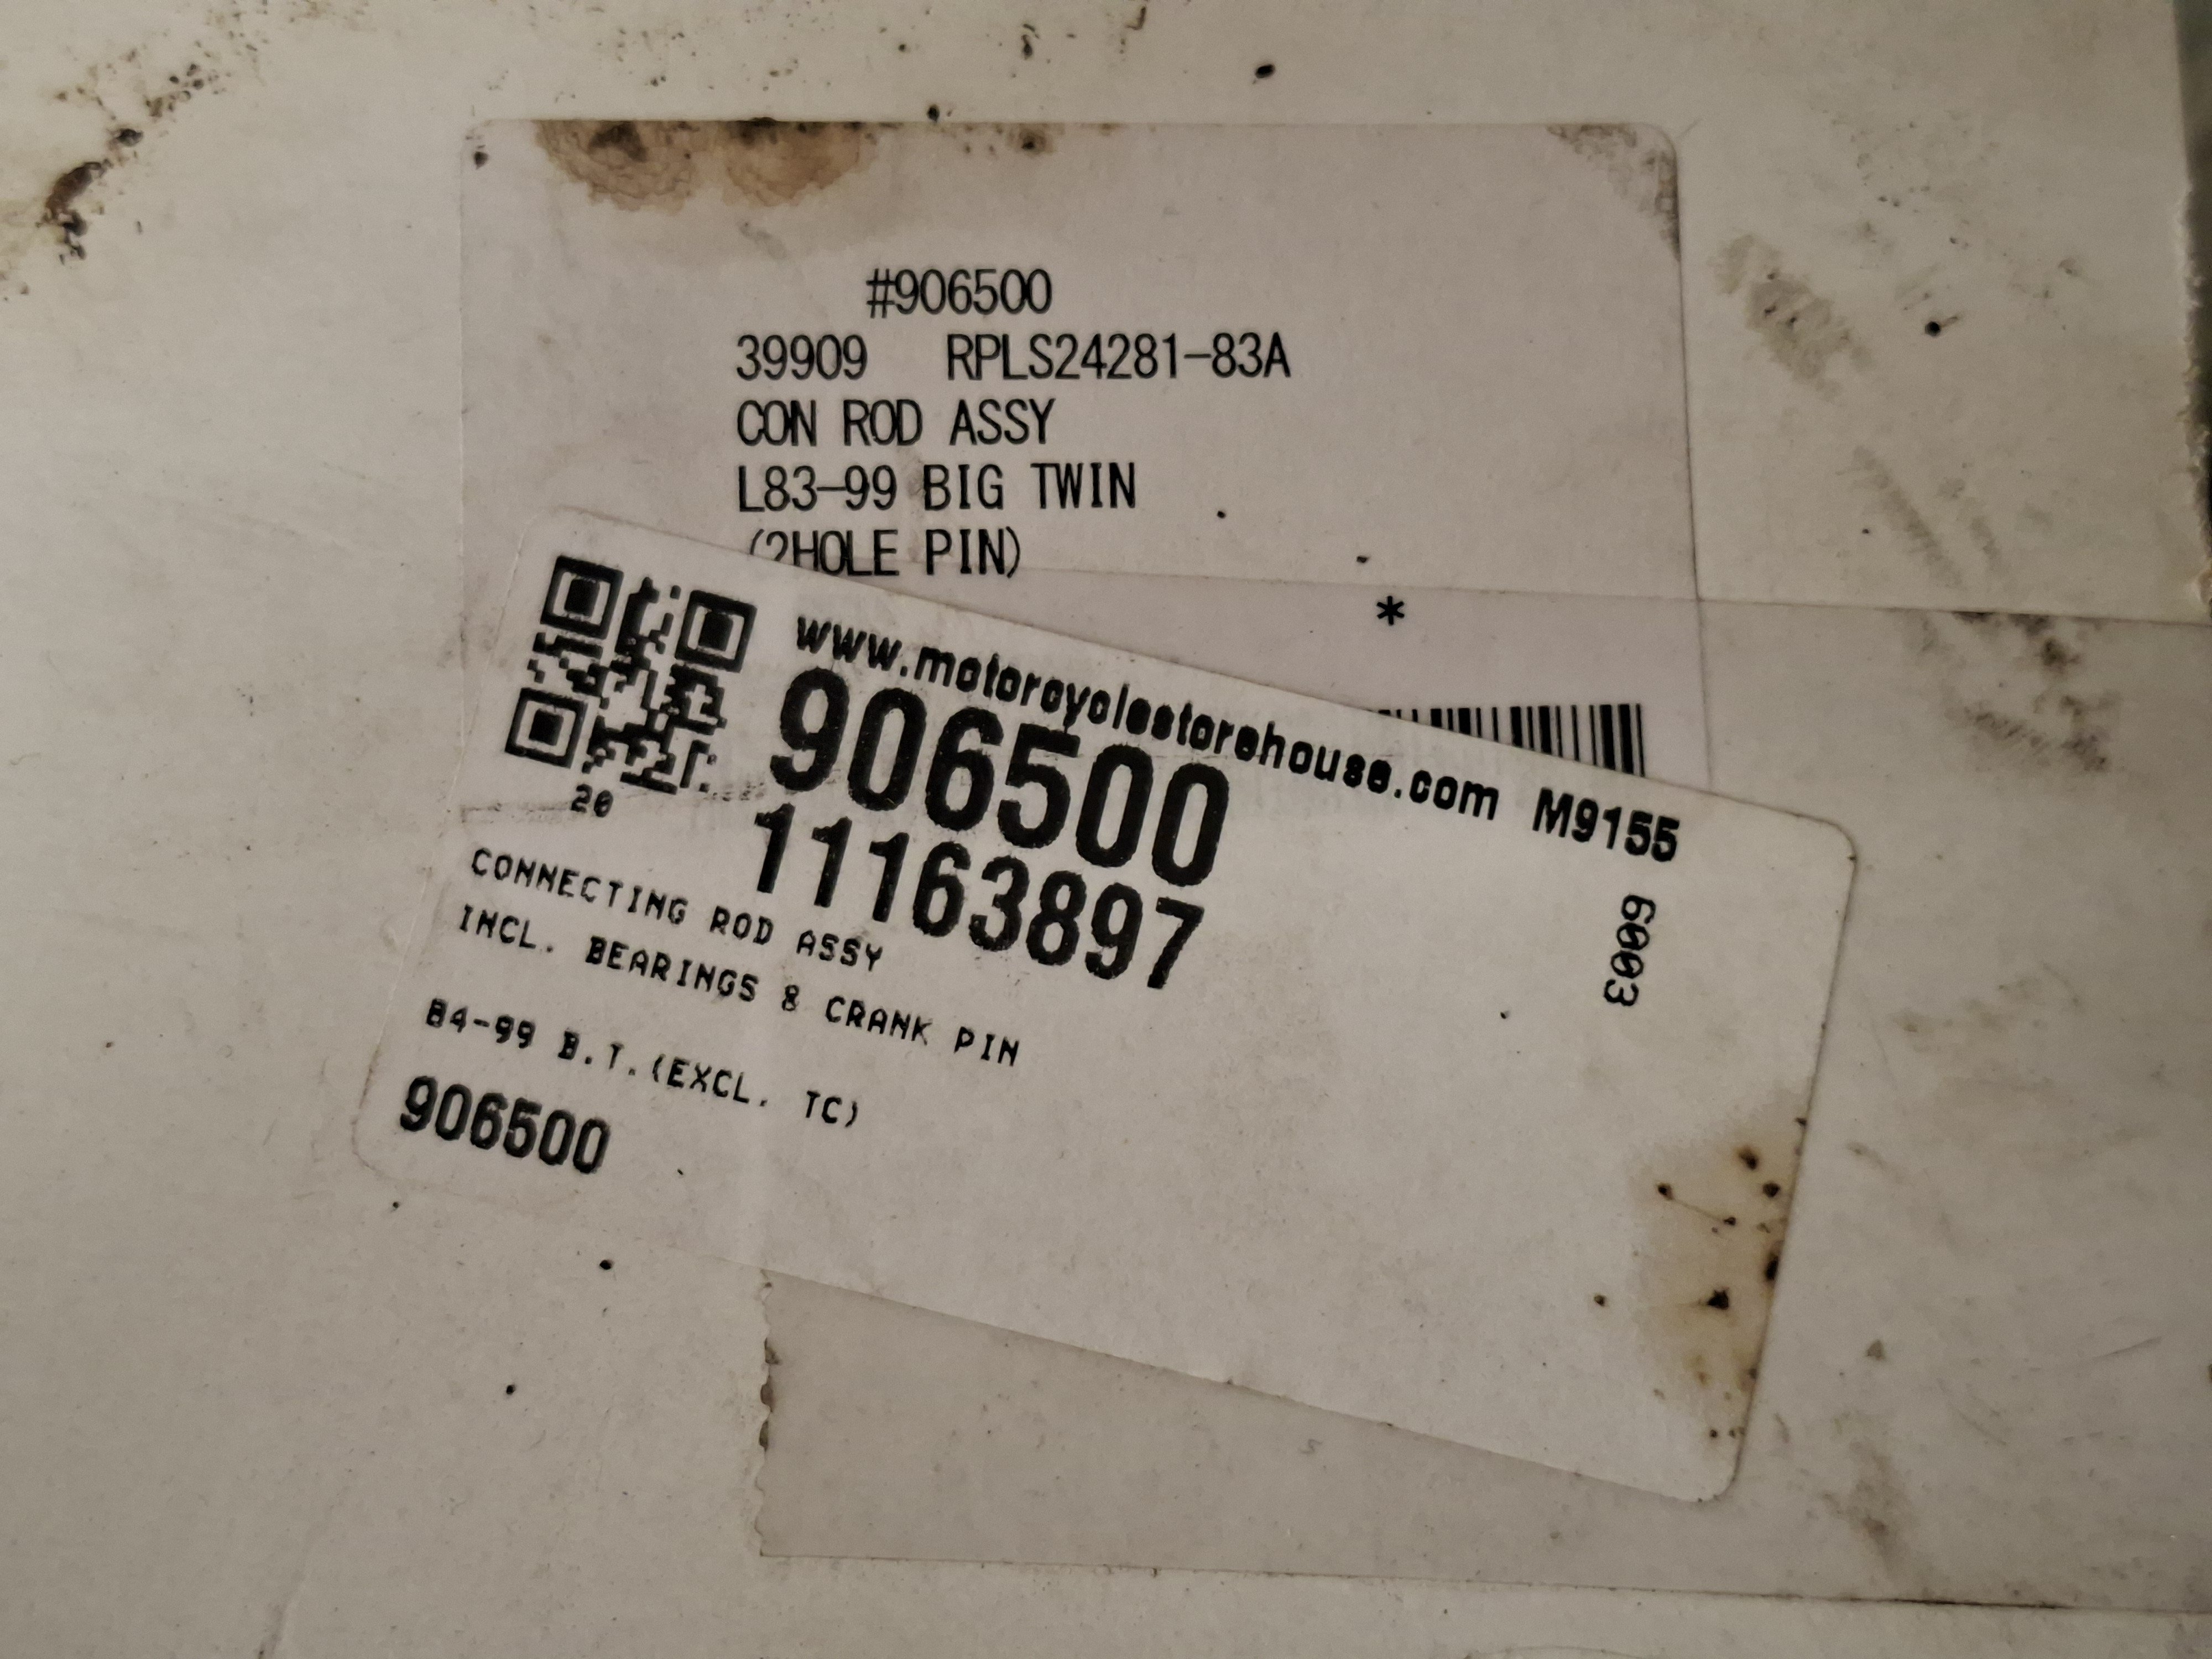 #906500
39909 RPLS24281-83A
CON ROD ASSY
L83-99 BIG TWIN
(2HOLE PIN)
*
www.motorcyclestorehouse.com M9155
906500
11163897
20
6003
CONNECTING ROD ASSY
INCL. BEARINGS & CRANK PIN
84-99 B.T.(EXCL. TC)
906500